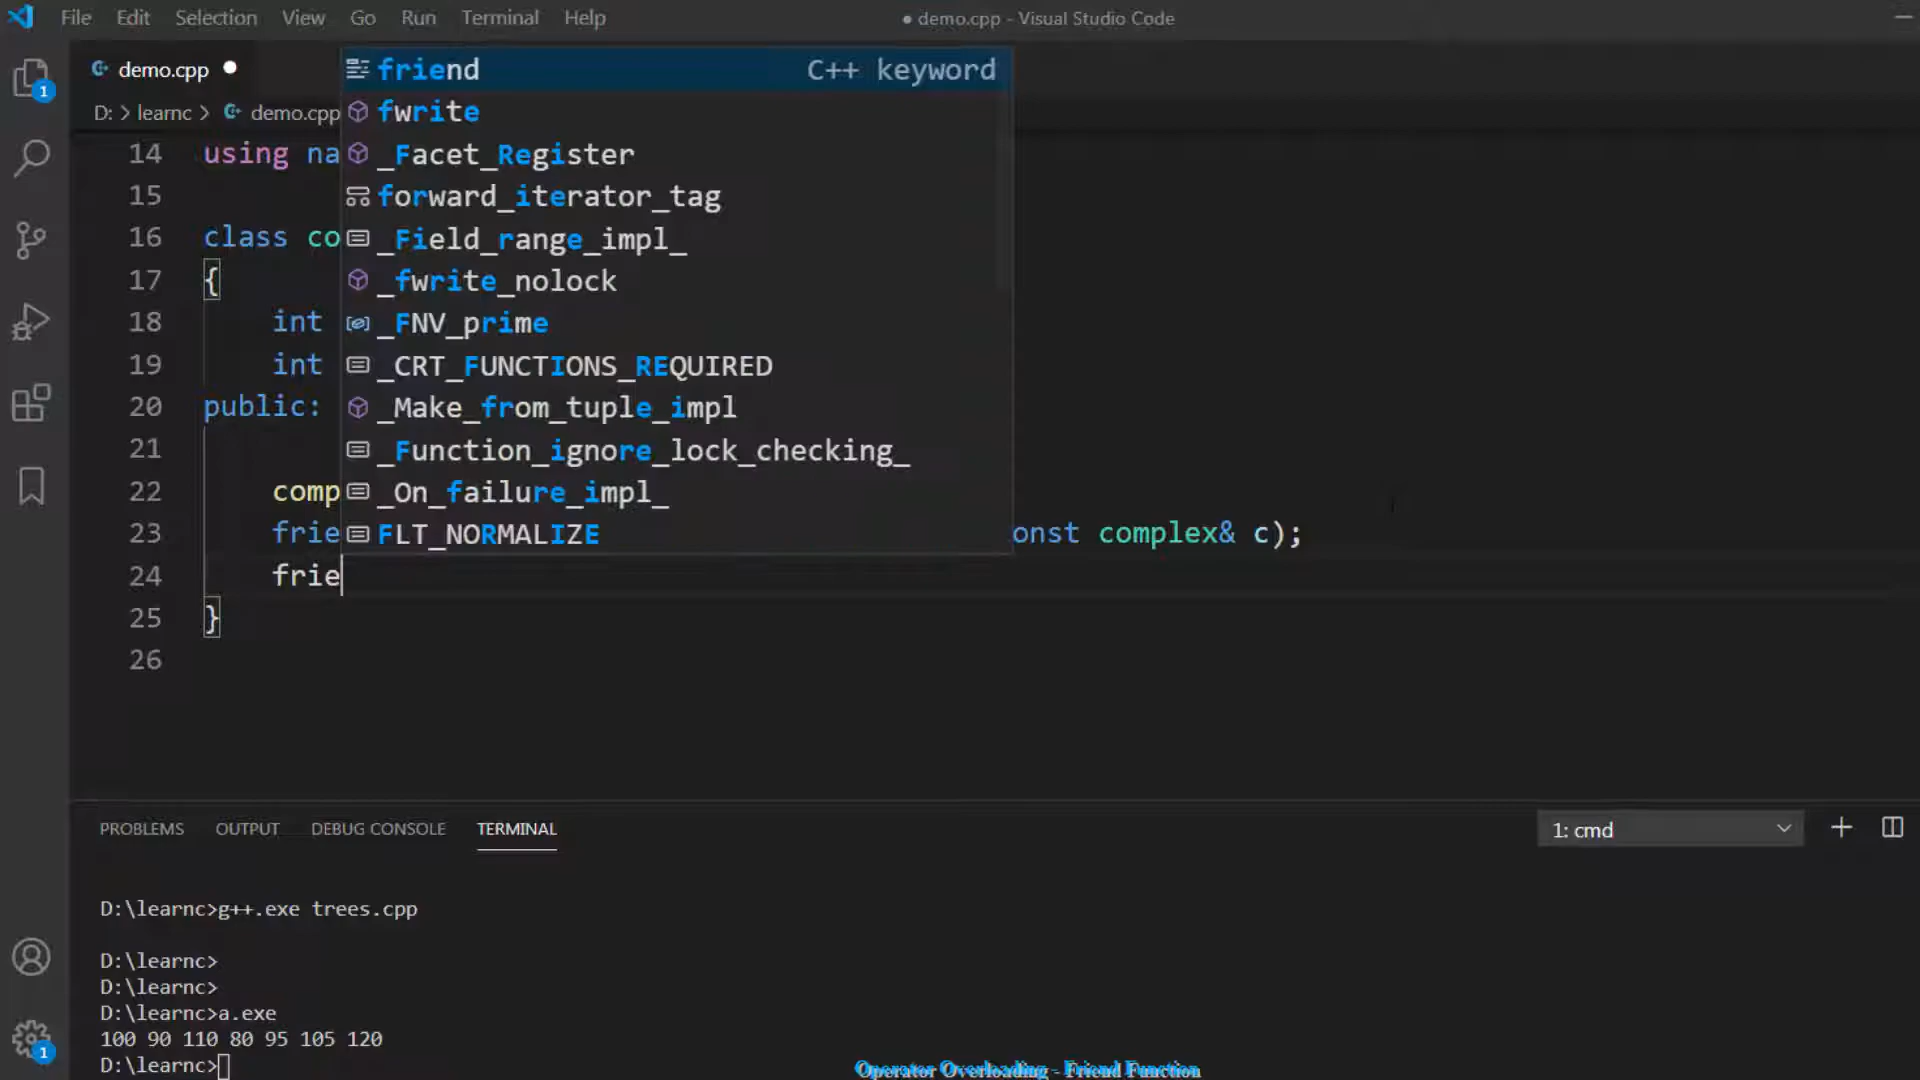 File Edit Selection View Go Run Terminal Help
● demo.cpp - Visual Studio Code
demo.cpp ●
D: > learnc > demo.cpp
friend C++ keyword
fwrite
_Facet_Register
forward_iterator_tag
_Field_range_impl_
_fwrite_nolock
_FNV_prime
_CRT_FUNCTIONS_REQUIRED
_Make_from_tuple_impl
_Function_ignore_lock_checking_
_On_failure_impl_
FLT_NORMALIZE
14 using na
15
16 class co
17 {
18 int
19 int
20 public:
21
22 comp
23 frie onst complex& c);
24 frie
25 }
26
1
1
PROBLEMS OUTPUT DEBUG CONSOLE TERMINAL
1: cmd
D:\learnc>g++.exe trees.cpp
D:\learnc>
D:\learnc>
D:\learnc>a.exe
100 90 110 80 95 105 120
D:\learnc>
Operator Overloading - Friend Function